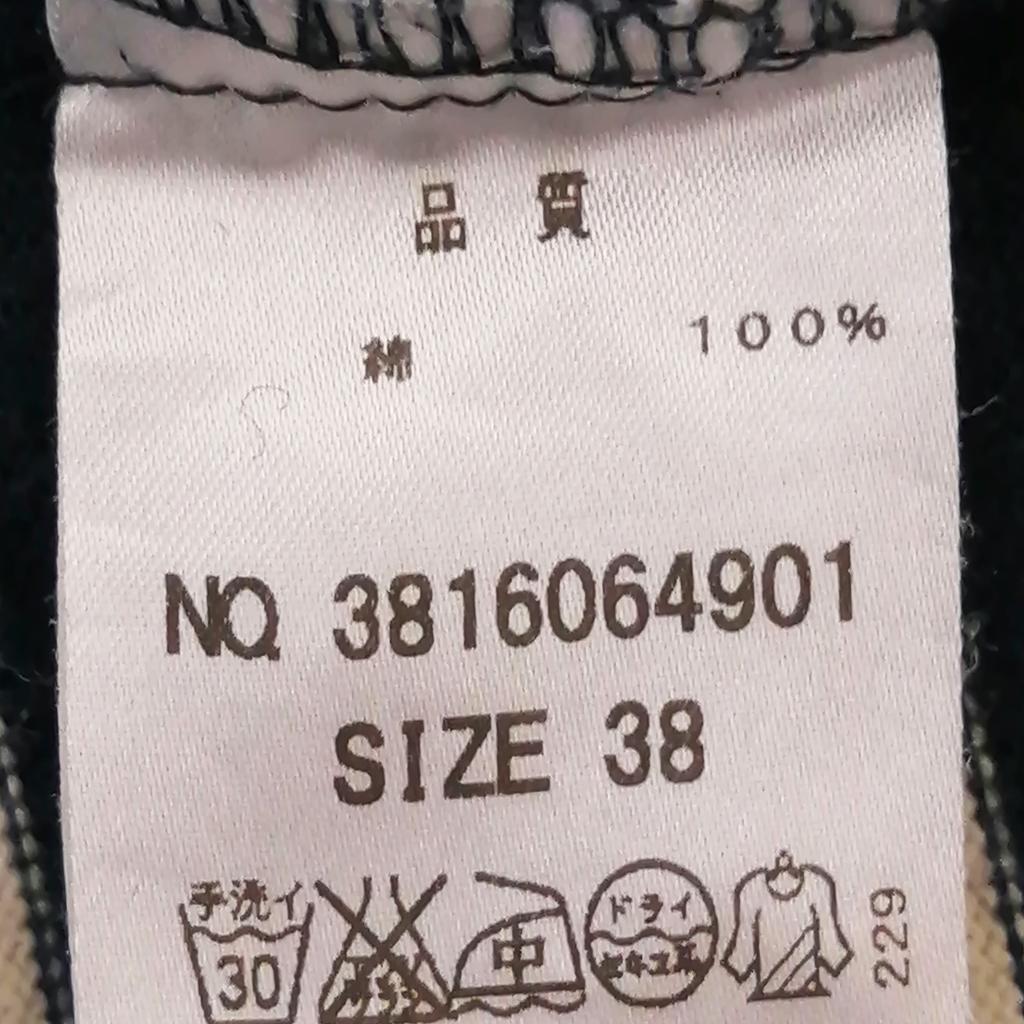 品 質
綿 100%
NO. 3816064901
SIZE 38
手洗イ 30 中 ドライ セキユ系 229